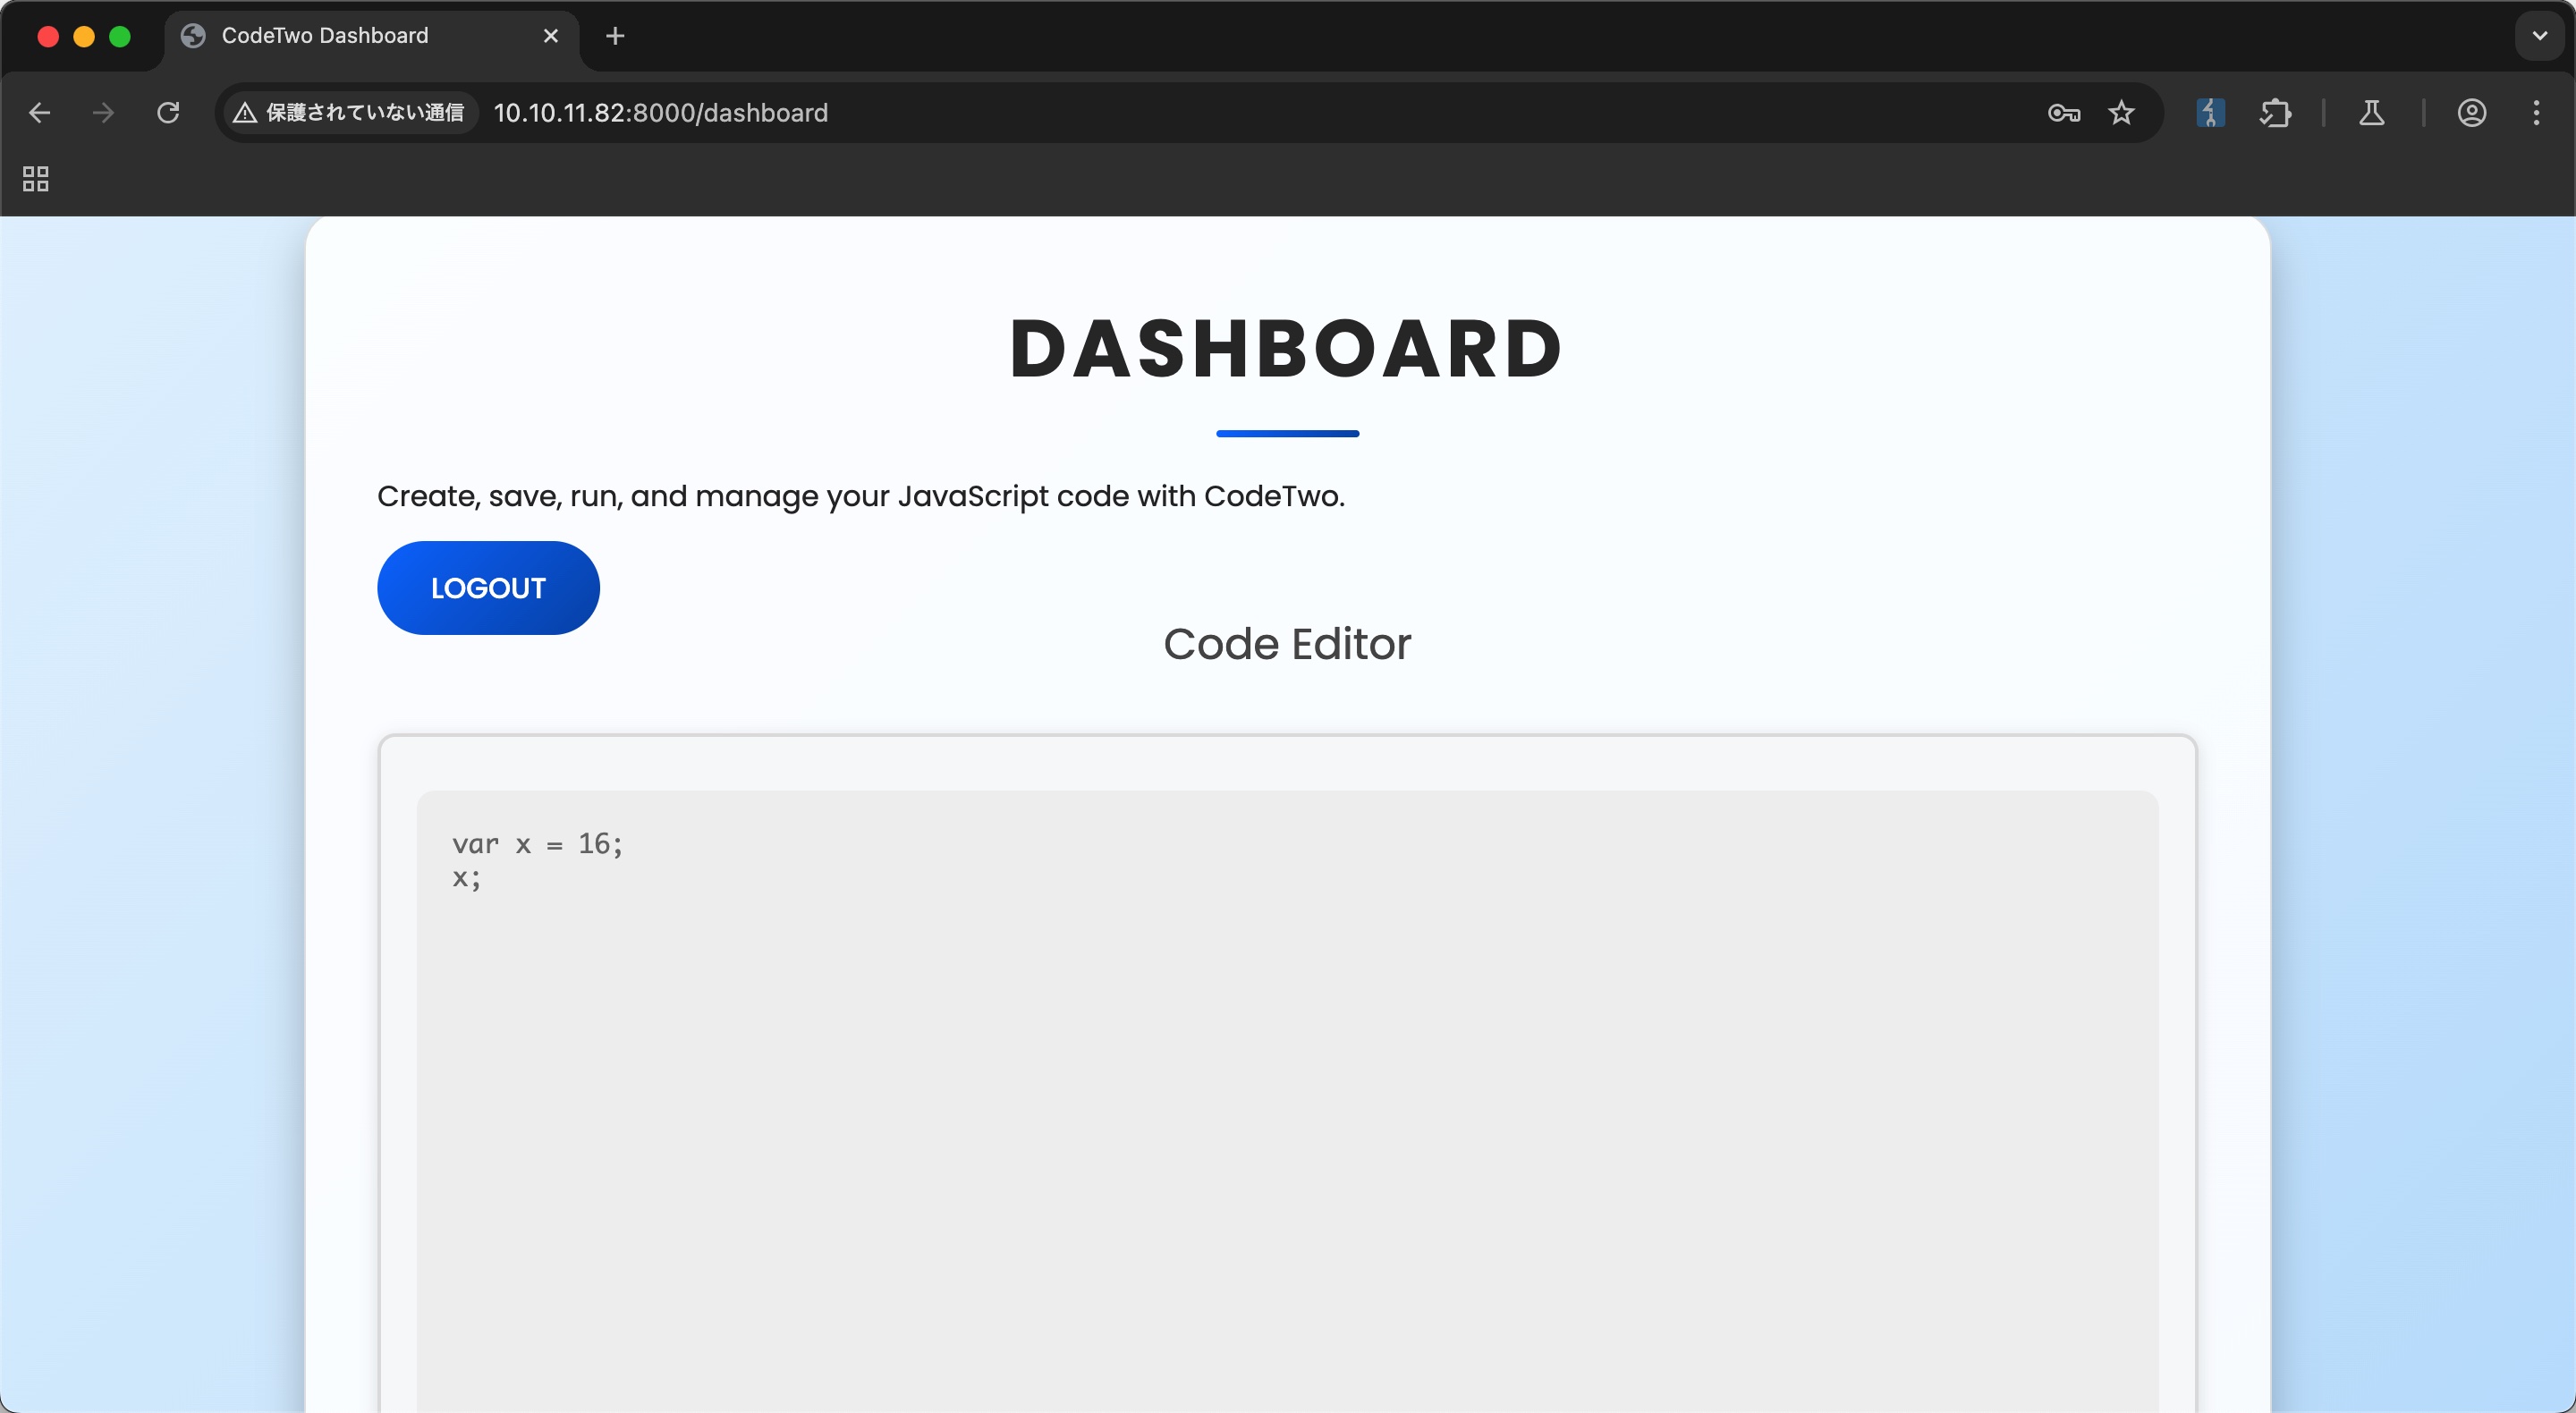 CodeTwo Dashboard
保護されていない通信 10.10.11.82:8000/dashboard
DASHBOARD
Create, save, run, and manage your JavaScript code with CodeTwo.
LOGOUT
Code Editor
var x = 16;
x;